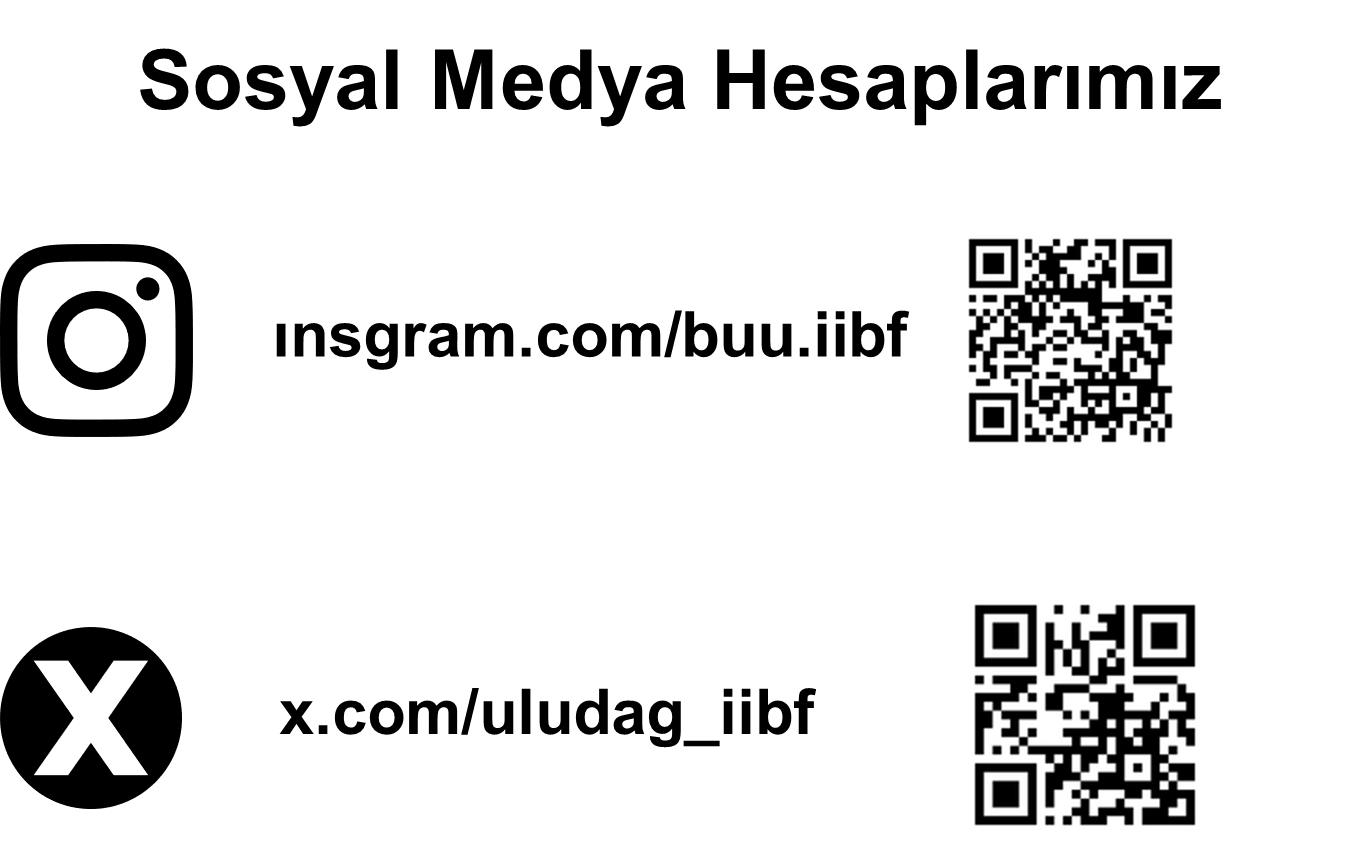 Sosyal Medya Hesaplarımız
ınsgram.com/buu.iibf
X
x.com/uludag_iibf